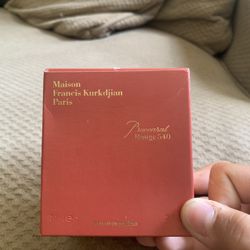 Maison
Francis Kurkdjian
Paris
Baccarat
Rouge 540